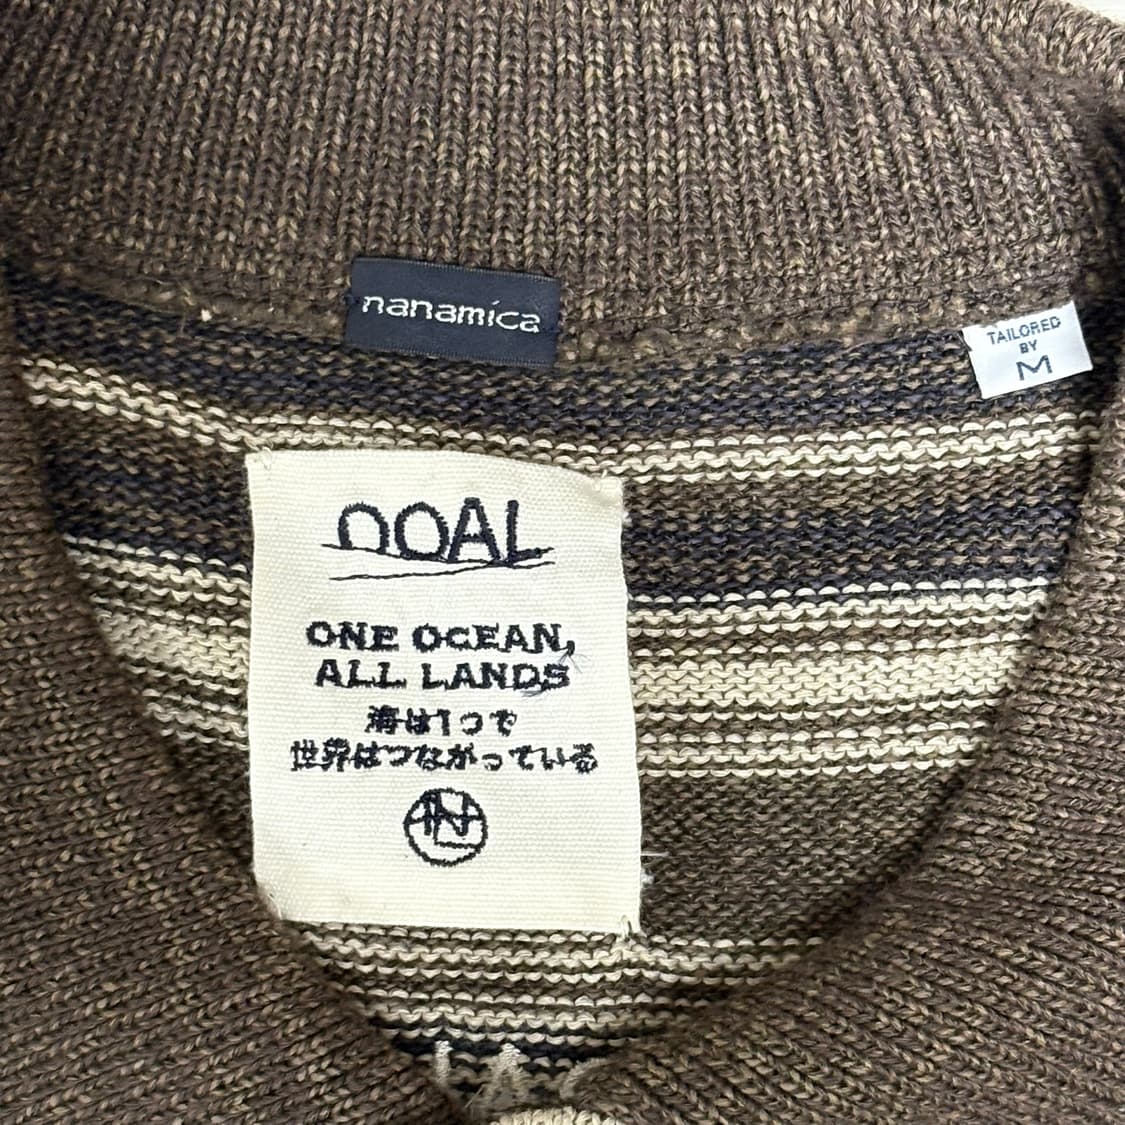 nanamica
TAILORED
BY
M
nOAL
ONE OCEAN,
ALL LANDS
海は1つで
世界はつながっている